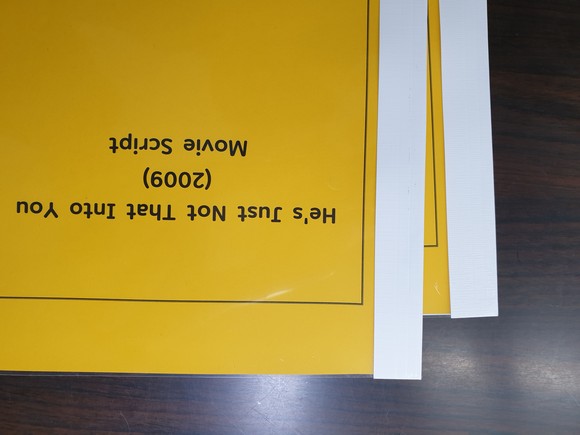 He's Just Not That Into You
(2009)
Movie Script